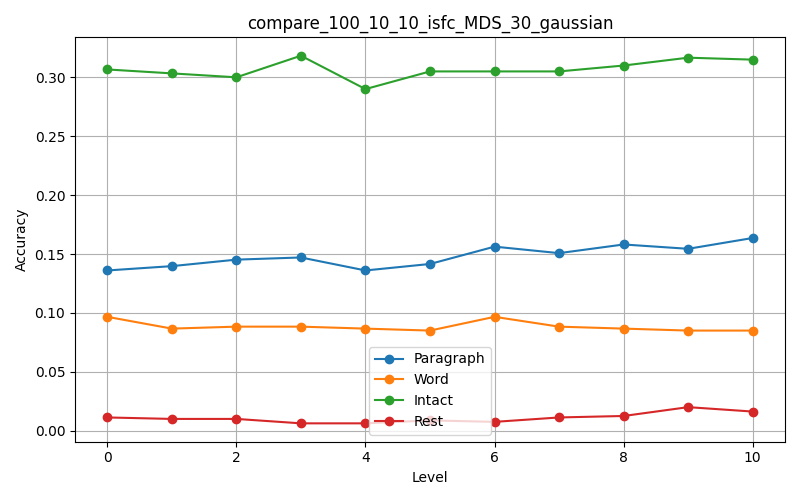 compare_100_10_10_isfc_MDS_30_gaussian
Accuracy
0.30
0.25
0.20
0.15
0.10
0.05
0.00
Paragraph
Word
Intact
Rest
0 2 4 6 8 10
Level